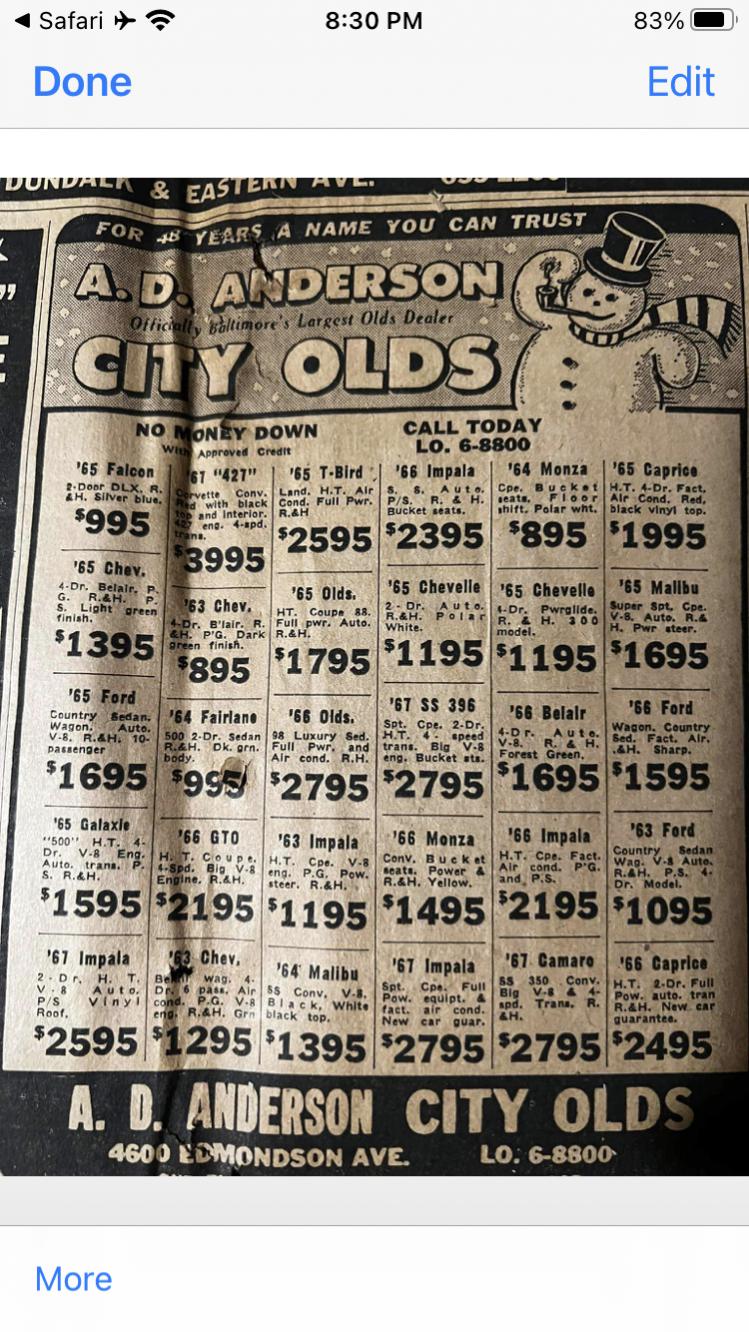 Safari
8:30 PM
83%
Done
Edit
DUNDALK & EASTERN AVE.
FOR 48 YEARS A NAME YOU CAN TRUST
A. D. ANDERSON
Officially Baltimore's Largest Olds Dealer
CITY OLDS
NO MONEY DOWN
With Approved Credit
CALL TODAY
LO. 6-8800
'65 Falcon
2-Door DLX. R.
&H. Silver blue.
$995
'65 Chev.
4-Dr. Belair. P.
G. R.&H. P.
S. Light green
finish.
$1395
'65 Ford
Country Sedan.
Wagon. Auto.
V-8. R.&H. 10-
passenger
$1695
'65 Galaxie
"500" H.T. 4-
Dr. V-8 Eng.
Auto. trans. P.
S. R.&H.
$1595
'67 Impala
2-Dr. H. T.
V-8 Auto.
P/S Vinyl
Roof.
$2595
'67 "427"
Corvette Conv.
Red with black
top and interior.
427 eng. 4-spd.
trans.
$3995
'63 Chev.
4-Dr. B'lair. R.
&H. P'G. Dark
green finish.
$895
'64 Fairlane
500 2-Dr. Sedan
R.&H. Dk. grn.
body.
$995
'66 GTO
H. T. Coupe.
4-Spd. Big V-8
Engine. R.&H.
$2195
'63 Chev.
Belair wag. 4-
Dr. 6 pass. Air
cond. P.G. V-8
eng. R.&H. Grn
$1295
'65 T-Bird
Land. H.T. Air
Cond. Full Pwr.
R.&H
$2595
'65 Olds.
HT. Coupe 88.
Full pwr. Auto.
R.&H.
$1795
'66 Olds.
98 Luxury Sed.
Full Pwr. and
Air cond. R.H.
$2795
'63 Impala
H.T. Cpe. V-8
eng. P.G. Pow.
steer. R.&H.
$1195
'64 Malibu
SS Conv. V-8.
Black, White
black top.
$1395
'66 Impala
S. S. Auto.
P/S. R. & H.
Bucket seats.
$2395
'65 Chevelle
2-Dr. Auto.
R.&H. Polar
White.
$1195
'67 SS 396
Spt. Cpe. 2-Dr.
H.T. 4-speed
trans. Big V-8
eng. Bucket sts.
$2795
'66 Monza
Conv. Bucket
seats. Power &
R.&H. Yellow.
$1495
'67 Impala
Spt. Cpe. Full
Pow. equipt. &
fact. air cond.
New car guar.
$2795
'64 Monza
Cpe. Bucket
seats. Floor
shift. Polar wht.
$895
'65 Chevelle
4-Dr. Pwrglide.
R. & H. 300
model.
$1195
'66 Belair
4-Dr. Auto.
V-8. R. & H.
Forest Green.
$1695
'66 Impala
H.T. Cpe. Fact.
Air cond. P'G.
and P.S.
$2195
'67 Camaro
SS 350 Conv.
Big V-8 & 4-
spd. Trans. R.
&H.
$2795
'65 Caprice
H.T. 4-Dr. Fact.
Air Cond. Red,
black vinyl top.
$1995
'65 Malibu
Super Spt. Cpe.
V-8. Auto. R.&
H. Pwr steer.
$1695
'66 Ford
Wagon. Country
Sed. Fact. Air.
.&H. Sharp.
$1595
'63 Ford
Country Sedan
Wag. V-8 Auto.
R.&H. P.S. 4-
Dr. Model.
$1095
'66 Caprice
H.T. 2-Dr. Full
Pow. auto. tran
R.&H. New car
guarantee.
$2495
A. D. ANDERSON CITY OLDS
4600 EDMONDSON AVE.
LO. 6-8800
More